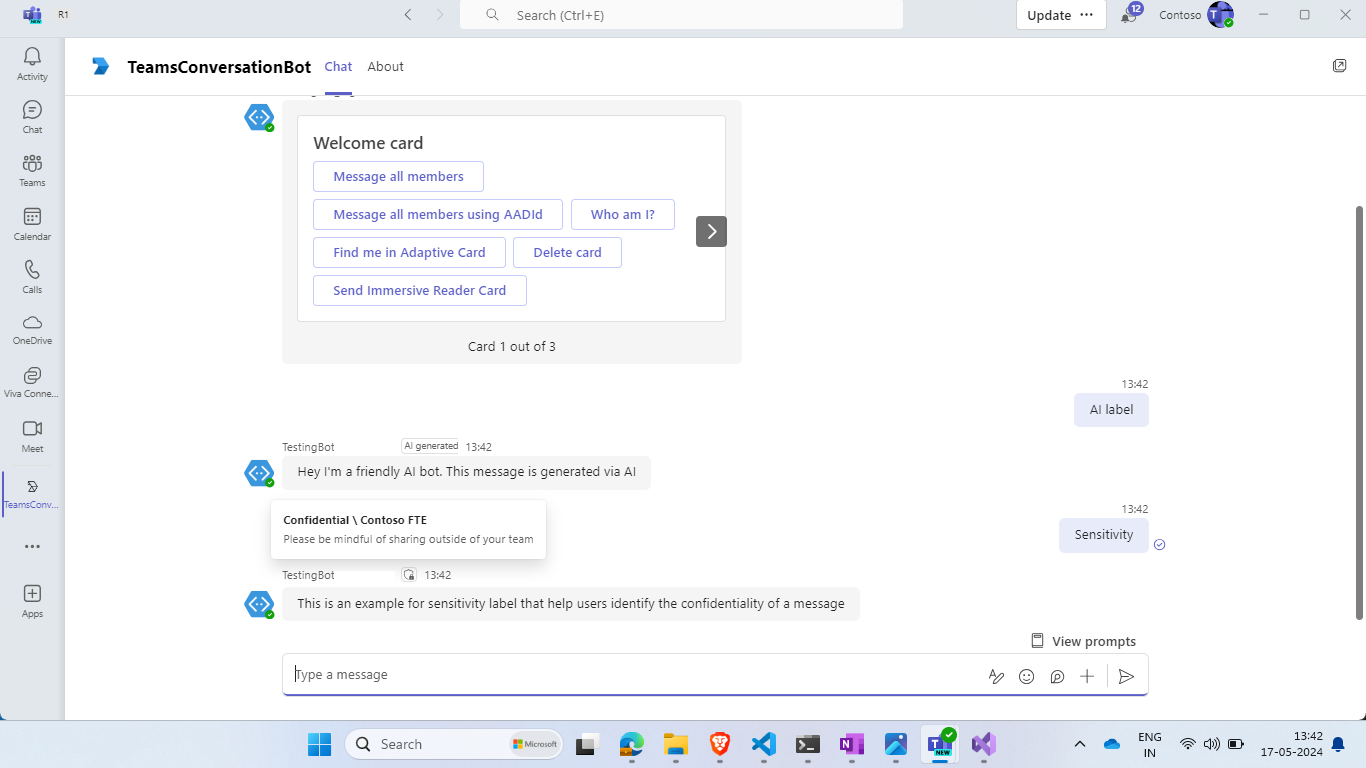 R1
Search (Ctrl+E)
Update
12
Contoso
T
Activity
Chat
Teams
Calendar
Calls
OneDrive
Viva Conne...
Meet
TeamsConv...
Apps
TeamsConversationBot Chat About
Welcome card
Message all members
Message all members using AADId Who am I?
Find me in Adaptive Card Delete card
Send Immersive Reader Card
Card 1 out of 3
13:42
AI label
TestingBot AI generated 13:42
Hey I'm a friendly AI bot. This message is generated via AI
13:42
Sensitivity
Confidential \ Contoso FTE
Please be mindful of sharing outside of your team
TestingBot 13:42
This is an example for sensitivity label that help users identify the confidentiality of a message
View prompts
Type a message
Search Microsoft
NEW
ENG
IN
13:42
17-05-2024